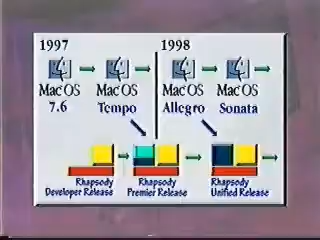 1997 1998
Mac OS Mac OS Mac OS Mac OS
7.6 Tempo Allegro Sonata
Rhapsody Rhapsody Rhapsody
Developer Release Premier Release Unified Release